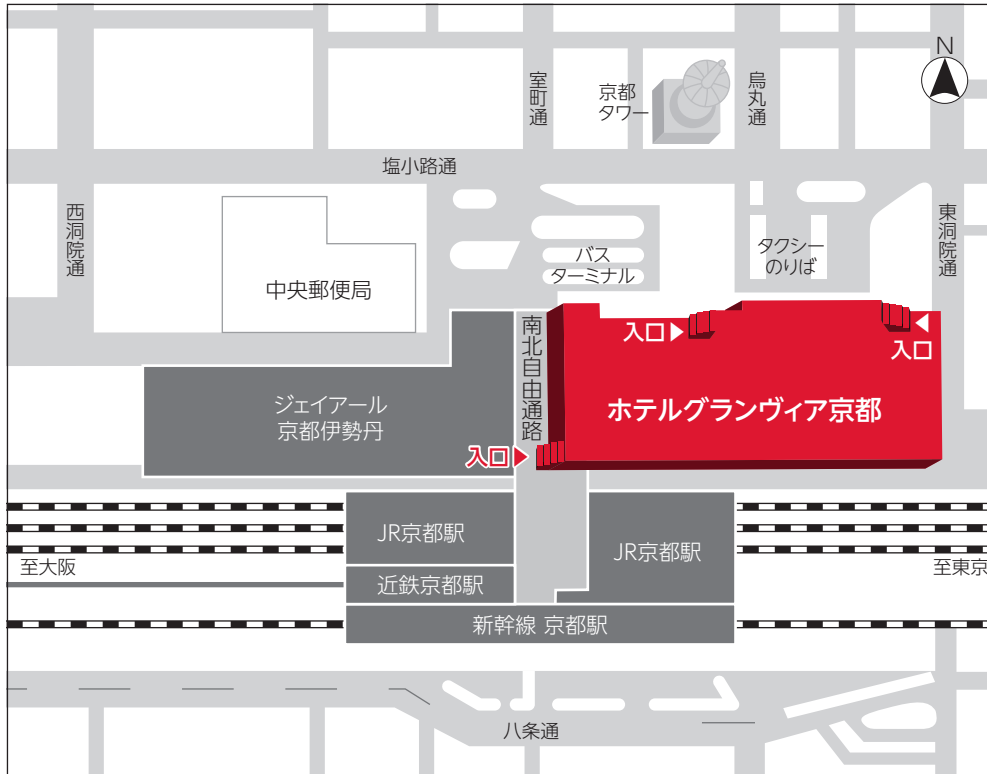 N
室町通
京都
タワー
烏丸通
塩小路通
西洞院通
東洞院通
タクシー
のりば
バス
ターミナル
中央郵便局
南北自由通路
入口
入口
ジェイアール
京都伊勢丹
ホテルグランヴィア京都
入口
JR京都駅
JR京都駅
至大阪
至東京
近鉄京都駅
新幹線 京都駅
八条通